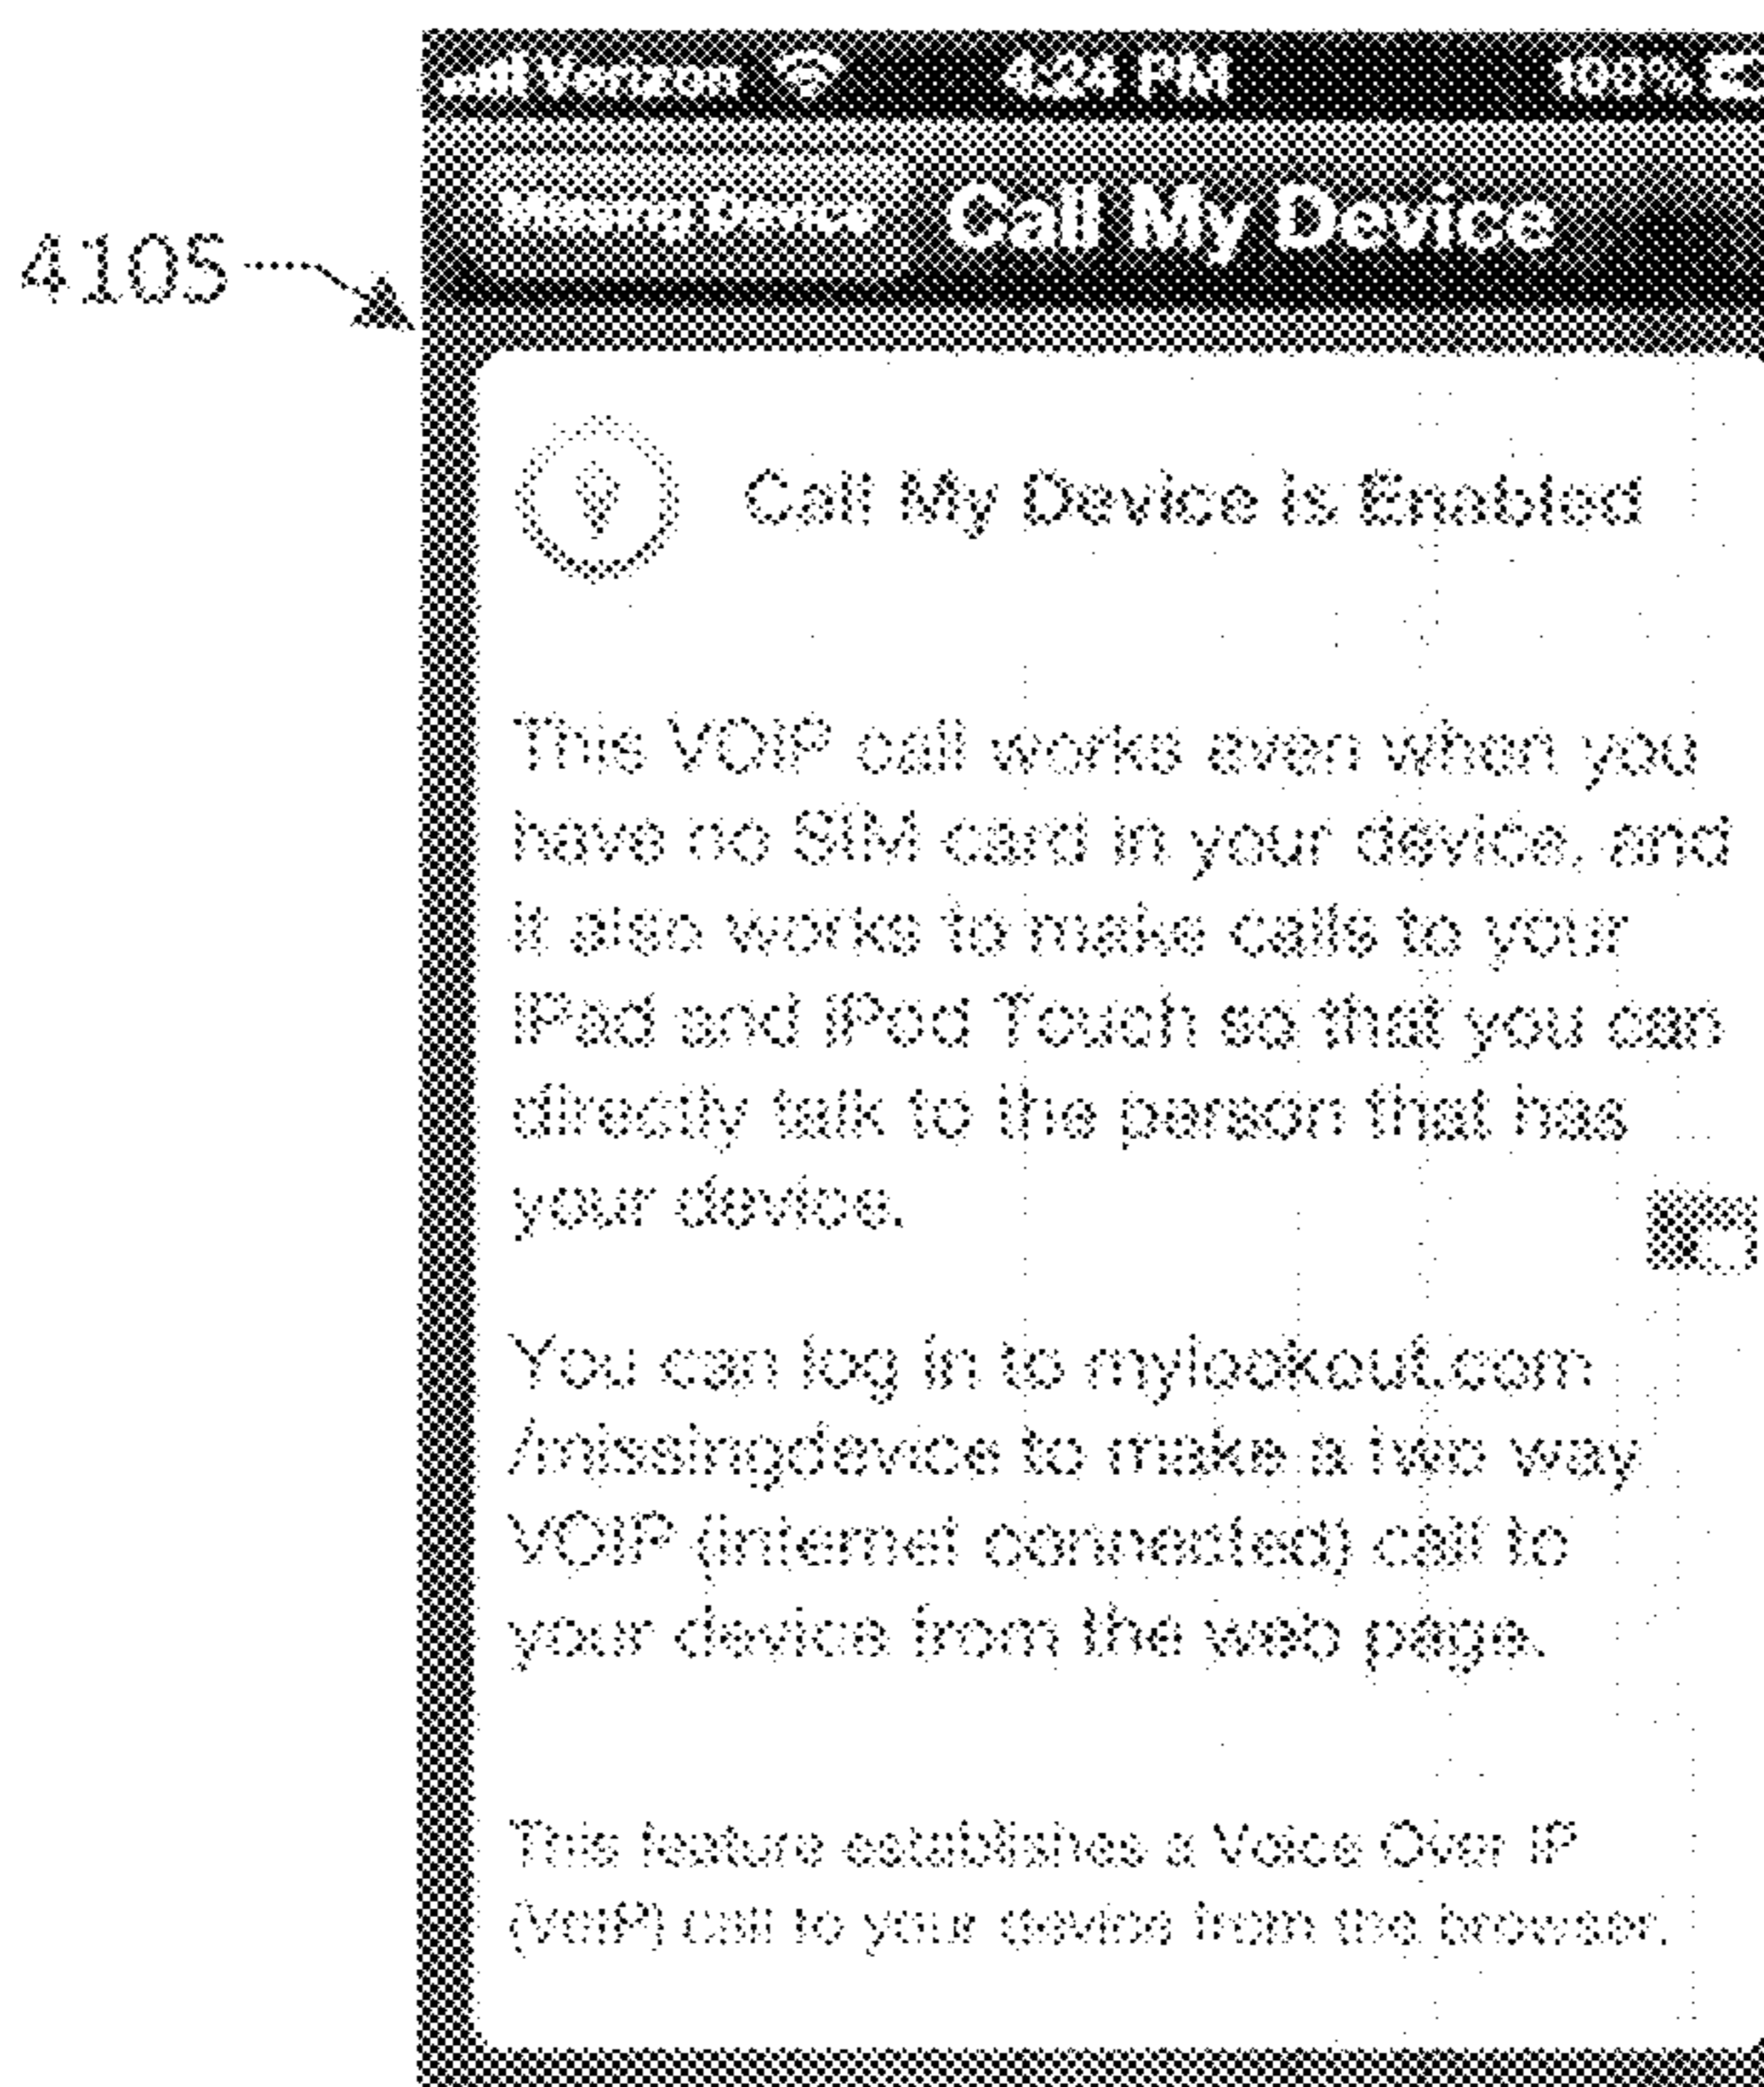 Verizon 4:24 PM 100%
Missing Device Call My Device
4105
Call My Device is Enabled
This VOIP call works even when you
have no SIM card in your device, and
it also works to make calls to your
iPad and iPod Touch so that you can
directly talk to the person that has
your device.
You can log in to mylookout.com
/missingdevice to make a two way
VOIP (internet connected) call to
your device from the web page.
This feature establishes a Voice Over IP
(VoIP) call to your device from the browser.